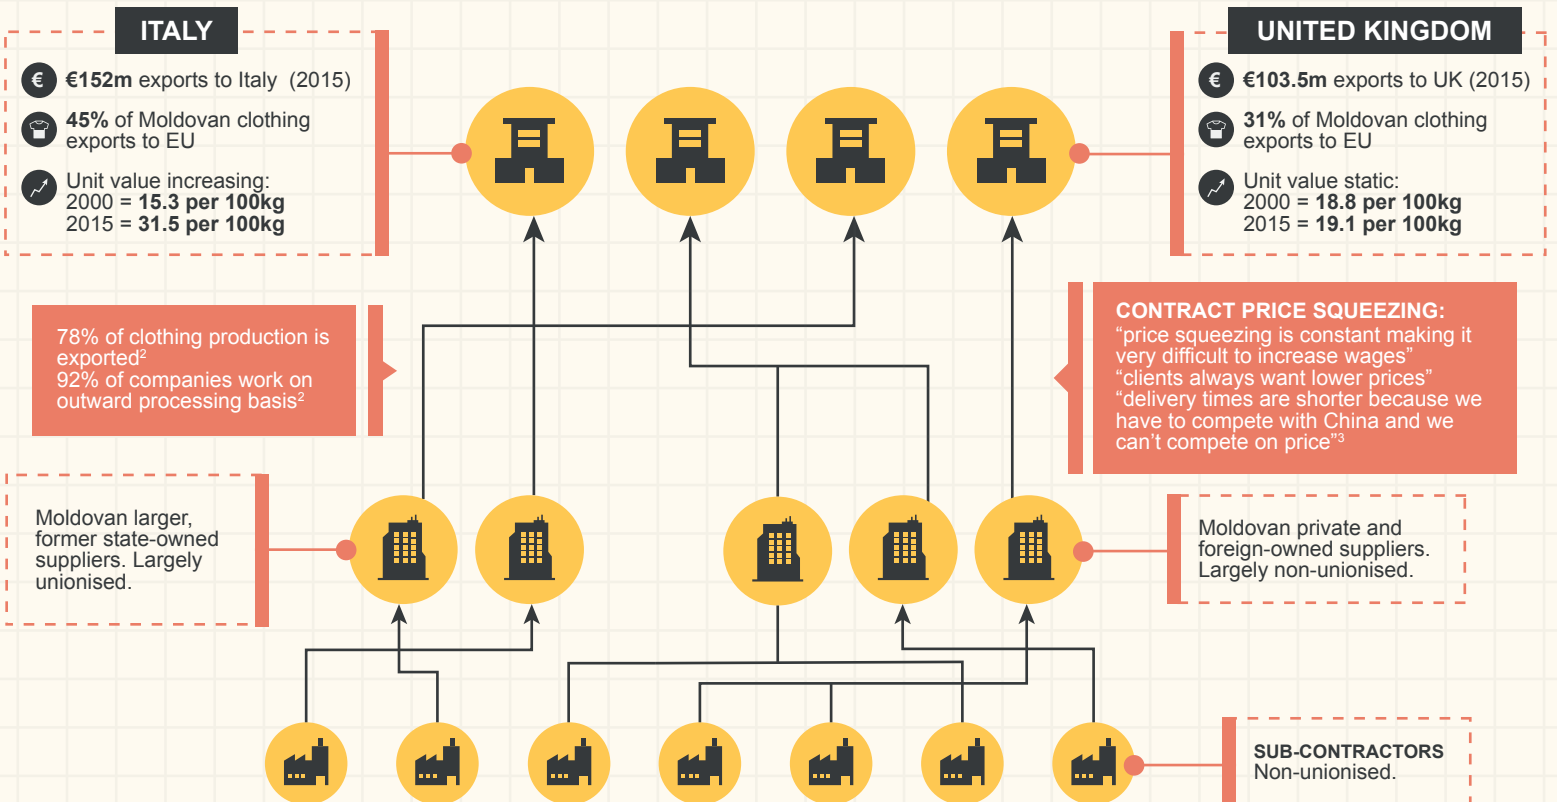 ITALY
€
€152m exports to Italy (2015)
45% of Moldovan clothing
exports to EU
Unit value increasing:
2000 = 15.3 per 100kg
2015 = 31.5 per 100kg
UNITED KINGDOM
€
€103.5m exports to UK (2015)
31% of Moldovan clothing
exports to EU
Unit value static:
2000 = 18.8 per 100kg
2015 = 19.1 per 100kg
78% of clothing production is
exported²
92% of companies work on
outward processing basis²
CONTRACT PRICE SQUEEZING:
“price squeezing is constant making it
very difficult to increase wages”
“clients always want lower prices”
“delivery times are shorter because we
have to compete with China and we
can’t compete on price”³
Moldovan larger,
former state-owned
suppliers. Largely
unionised.
Moldovan private and
foreign-owned suppliers.
Largely non-unionised.
SUB-CONTRACTORS
Non-unionised.